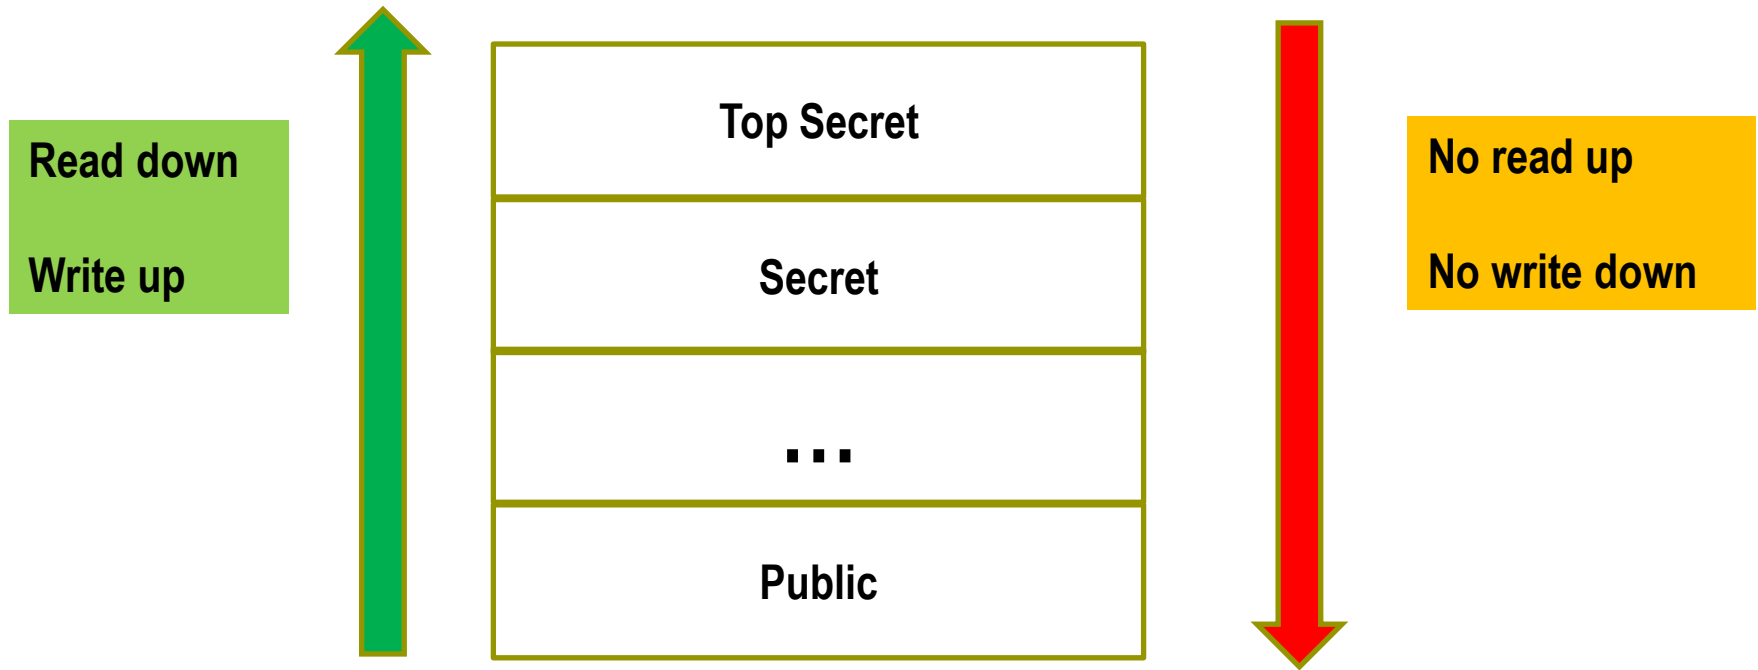 Read down
Write up
Top Secret
Secret
...
Public
No read up
No write down